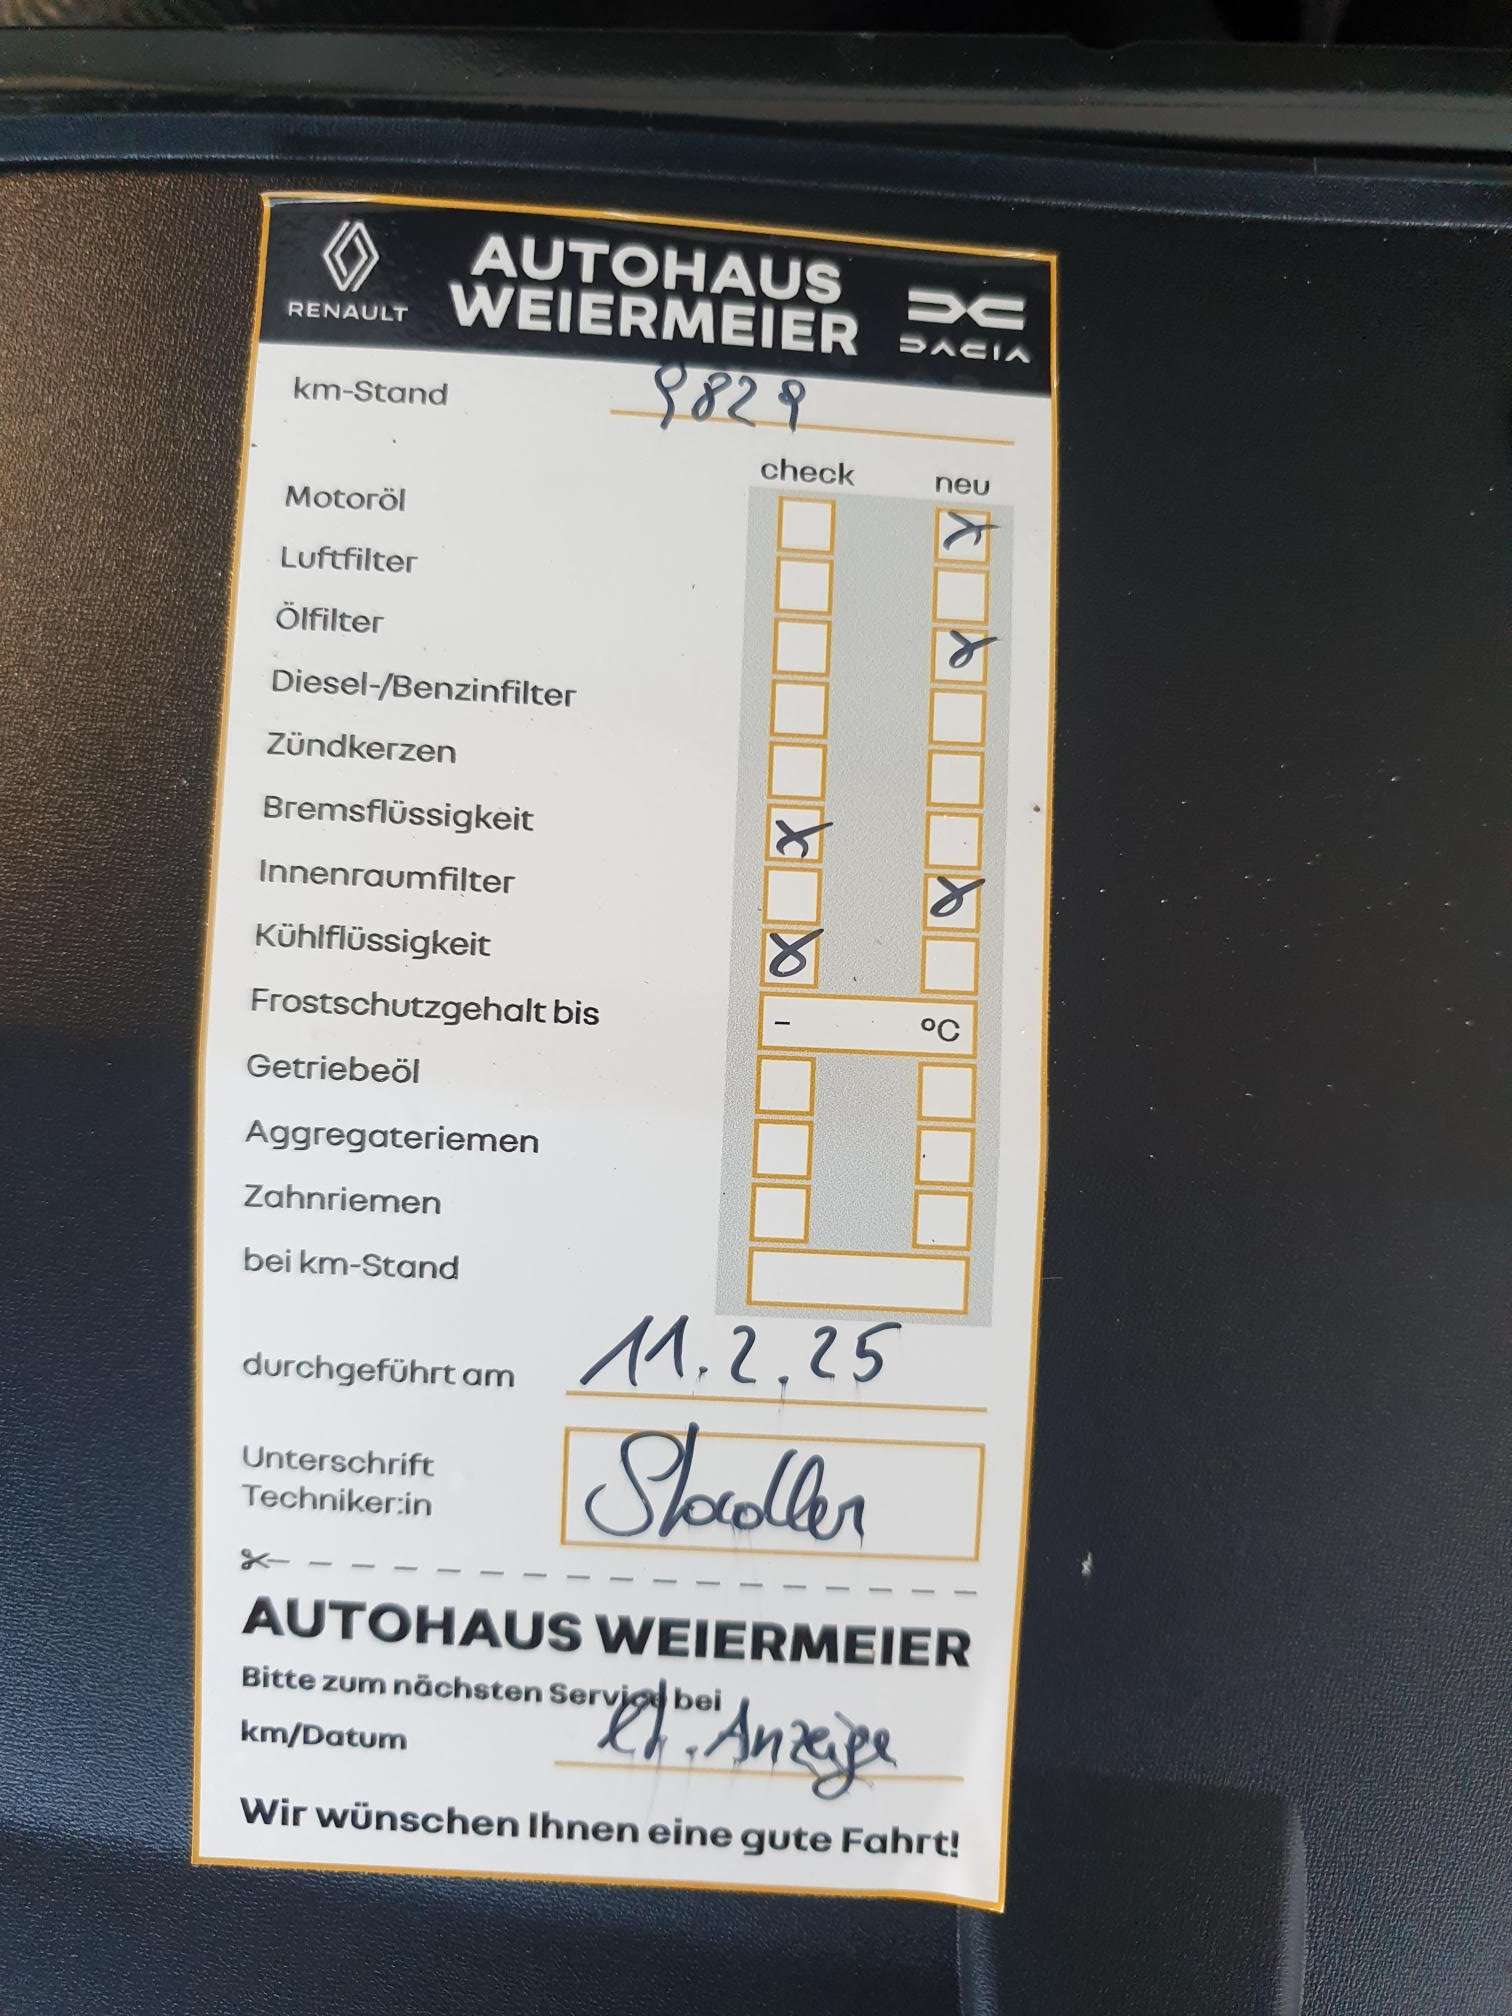 RENAULT
AUTOHAUS
WEIERMEIER
DACIA
km-Stand 9829
check neu
Motoröl
Luftfilter
Ölfilter
Diesel-/Benzinfilter
Zündkerzen
Bremsflüssigkeit
Innenraumfilter
Kühlflüssigkeit
Frostschutzgehalt bis - °C
Getriebeöl
Aggregateriemen
Zahnriemen
bei km-Stand
durchgeführt am 11.2.25
Unterschrift
Techniker:in
AUTOHAUS WEIERMEIER
Bitte zum nächsten Service bei
km/Datum lt. Anzeige
Wir wünschen Ihnen eine gute Fahrt!